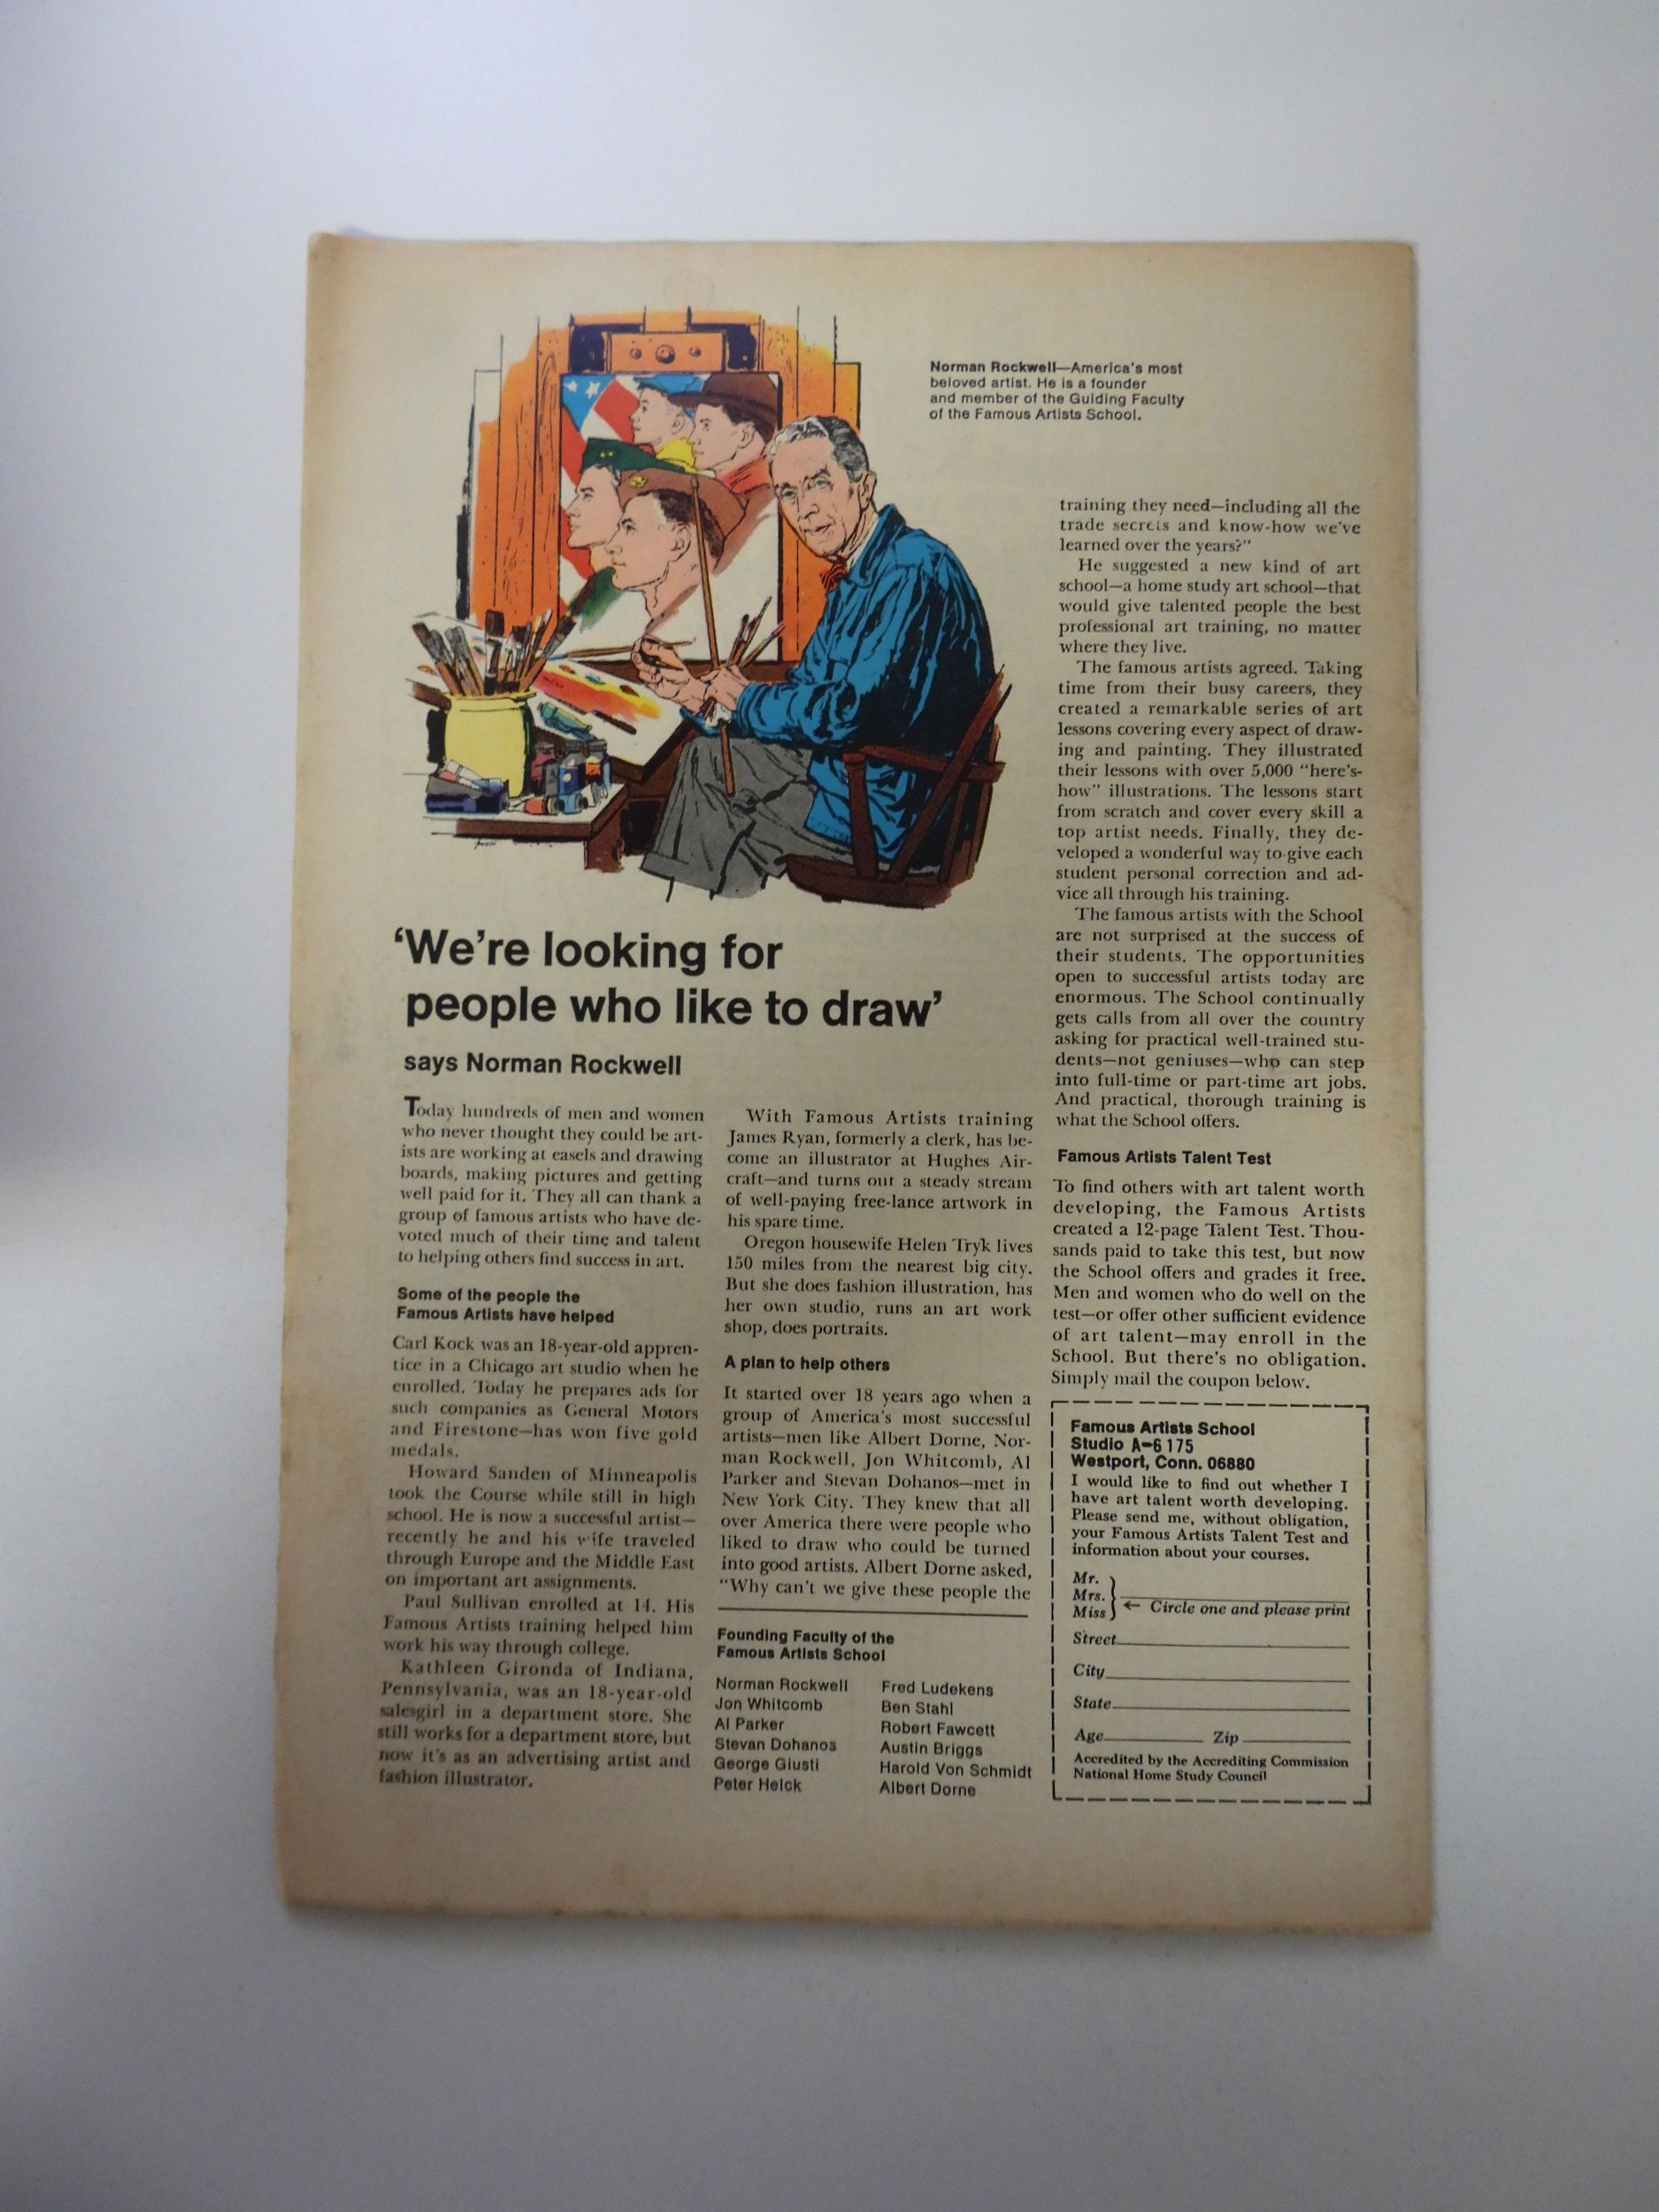 Norman Rockwell—America's most
beloved artist. He is a founder
and member of the Guiding Faculty
of the Famous Artists School.
'We're looking for
people who like to draw'
says Norman Rockwell
Today hundreds of men and women
who never thought they could be art-
ists are working at easels and drawing
boards, making pictures and getting
well paid for it. They all can thank a
group of famous artists who have de-
voted much of their time and talent
to helping others find success in art.
Some of the people the
Famous Artists have helped
Carl Kock was an 18-year-old appren-
tice in a Chicago art studio when he
enrolled. Today he prepares ads for
such companies as General Motors
and Firestone—has won five gold
medals.
Howard Sanden of Minneapolis
took the Course while still in high
school. He is now a successful artist—
recently he and his wife traveled
through Europe and the Middle East
on important art assignments.
Paul Sullivan enrolled at 14. His
Famous Artists training helped him
work his way through college.
Kathleen Gironda of Indiana,
Pennsylvania, was an 18-year-old
salesgirl in a department store. She
still works for a department store, but
now it's as an advertising artist and
fashion illustrator.
With Famous Artists training
James Ryan, formerly a clerk, has be-
come an illustrator at Hughes Air-
craft—and turns out a steady stream
of well-paying free-lance artwork in
his spare time.
Oregon housewife Helen Tryk lives
150 miles from the nearest big city.
But she does fashion illustration, has
her own studio, runs an art work
shop, does portraits.
A plan to help others
It started over 18 years ago when a
group of America's most successful
artists—men like Albert Dorne, Nor-
man Rockwell, Jon Whitcomb, Al
Parker and Stevan Dohanos—met in
New York City. They knew that all
over America there were people who
liked to draw who could be turned
into good artists. Albert Dorne asked,
"Why can't we give these people the
Founding Faculty of the
Famous Artists School
Norman Rockwell
Jon Whitcomb
Al Parker
Stevan Dohanos
George Giusti
Peter Helck
Fred Ludekens
Ben Stahl
Robert Fawcett
Austin Briggs
Harold Von Schmidt
Albert Dorne
training they need—including all the
trade secrets and know-how we've
learned over the years?"
He suggested a new kind of art
school—a home study art school—that
would give talented people the best
professional art training, no matter
where they live.
The famous artists agreed. Taking
time from their busy careers, they
created a remarkable series of art
lessons covering every aspect of draw-
ing and painting. They illustrated
their lessons with over 5,000 "here's-
how" illustrations. The lessons start
from scratch and cover every skill a
top artist needs. Finally, they de-
veloped a wonderful way to give each
student personal correction and ad-
vice all through his training.
The famous artists with the School
are not surprised at the success of
their students. The opportunities
open to successful artists today are
enormous. The School continually
gets calls from all over the country
asking for practical well-trained stu-
dents—not geniuses—who can step
into full-time or part-time art jobs.
And practical, thorough training is
what the School offers.
Famous Artists Talent Test
To find others with art talent worth
developing, the Famous Artists
created a 12-page Talent Test. Thou-
sands paid to take this test, but now
the School offers and grades it free.
Men and women who do well on the
test—or offer other sufficient evidence
of art talent—may enroll in the
School. But there's no obligation.
Simply mail the coupon below.
Famous Artists School
Studio A-6175
Westport, Conn. 06880
I would like to find out whether I
have art talent worth developing.
Please send me, without obligation,
your Famous Artists Talent Test and
information about your courses.
Mr.
Mrs.
Miss ← Circle one and please print
Street
City
State
Age Zip
Accredited by the Accrediting Commission
National Home Study Council